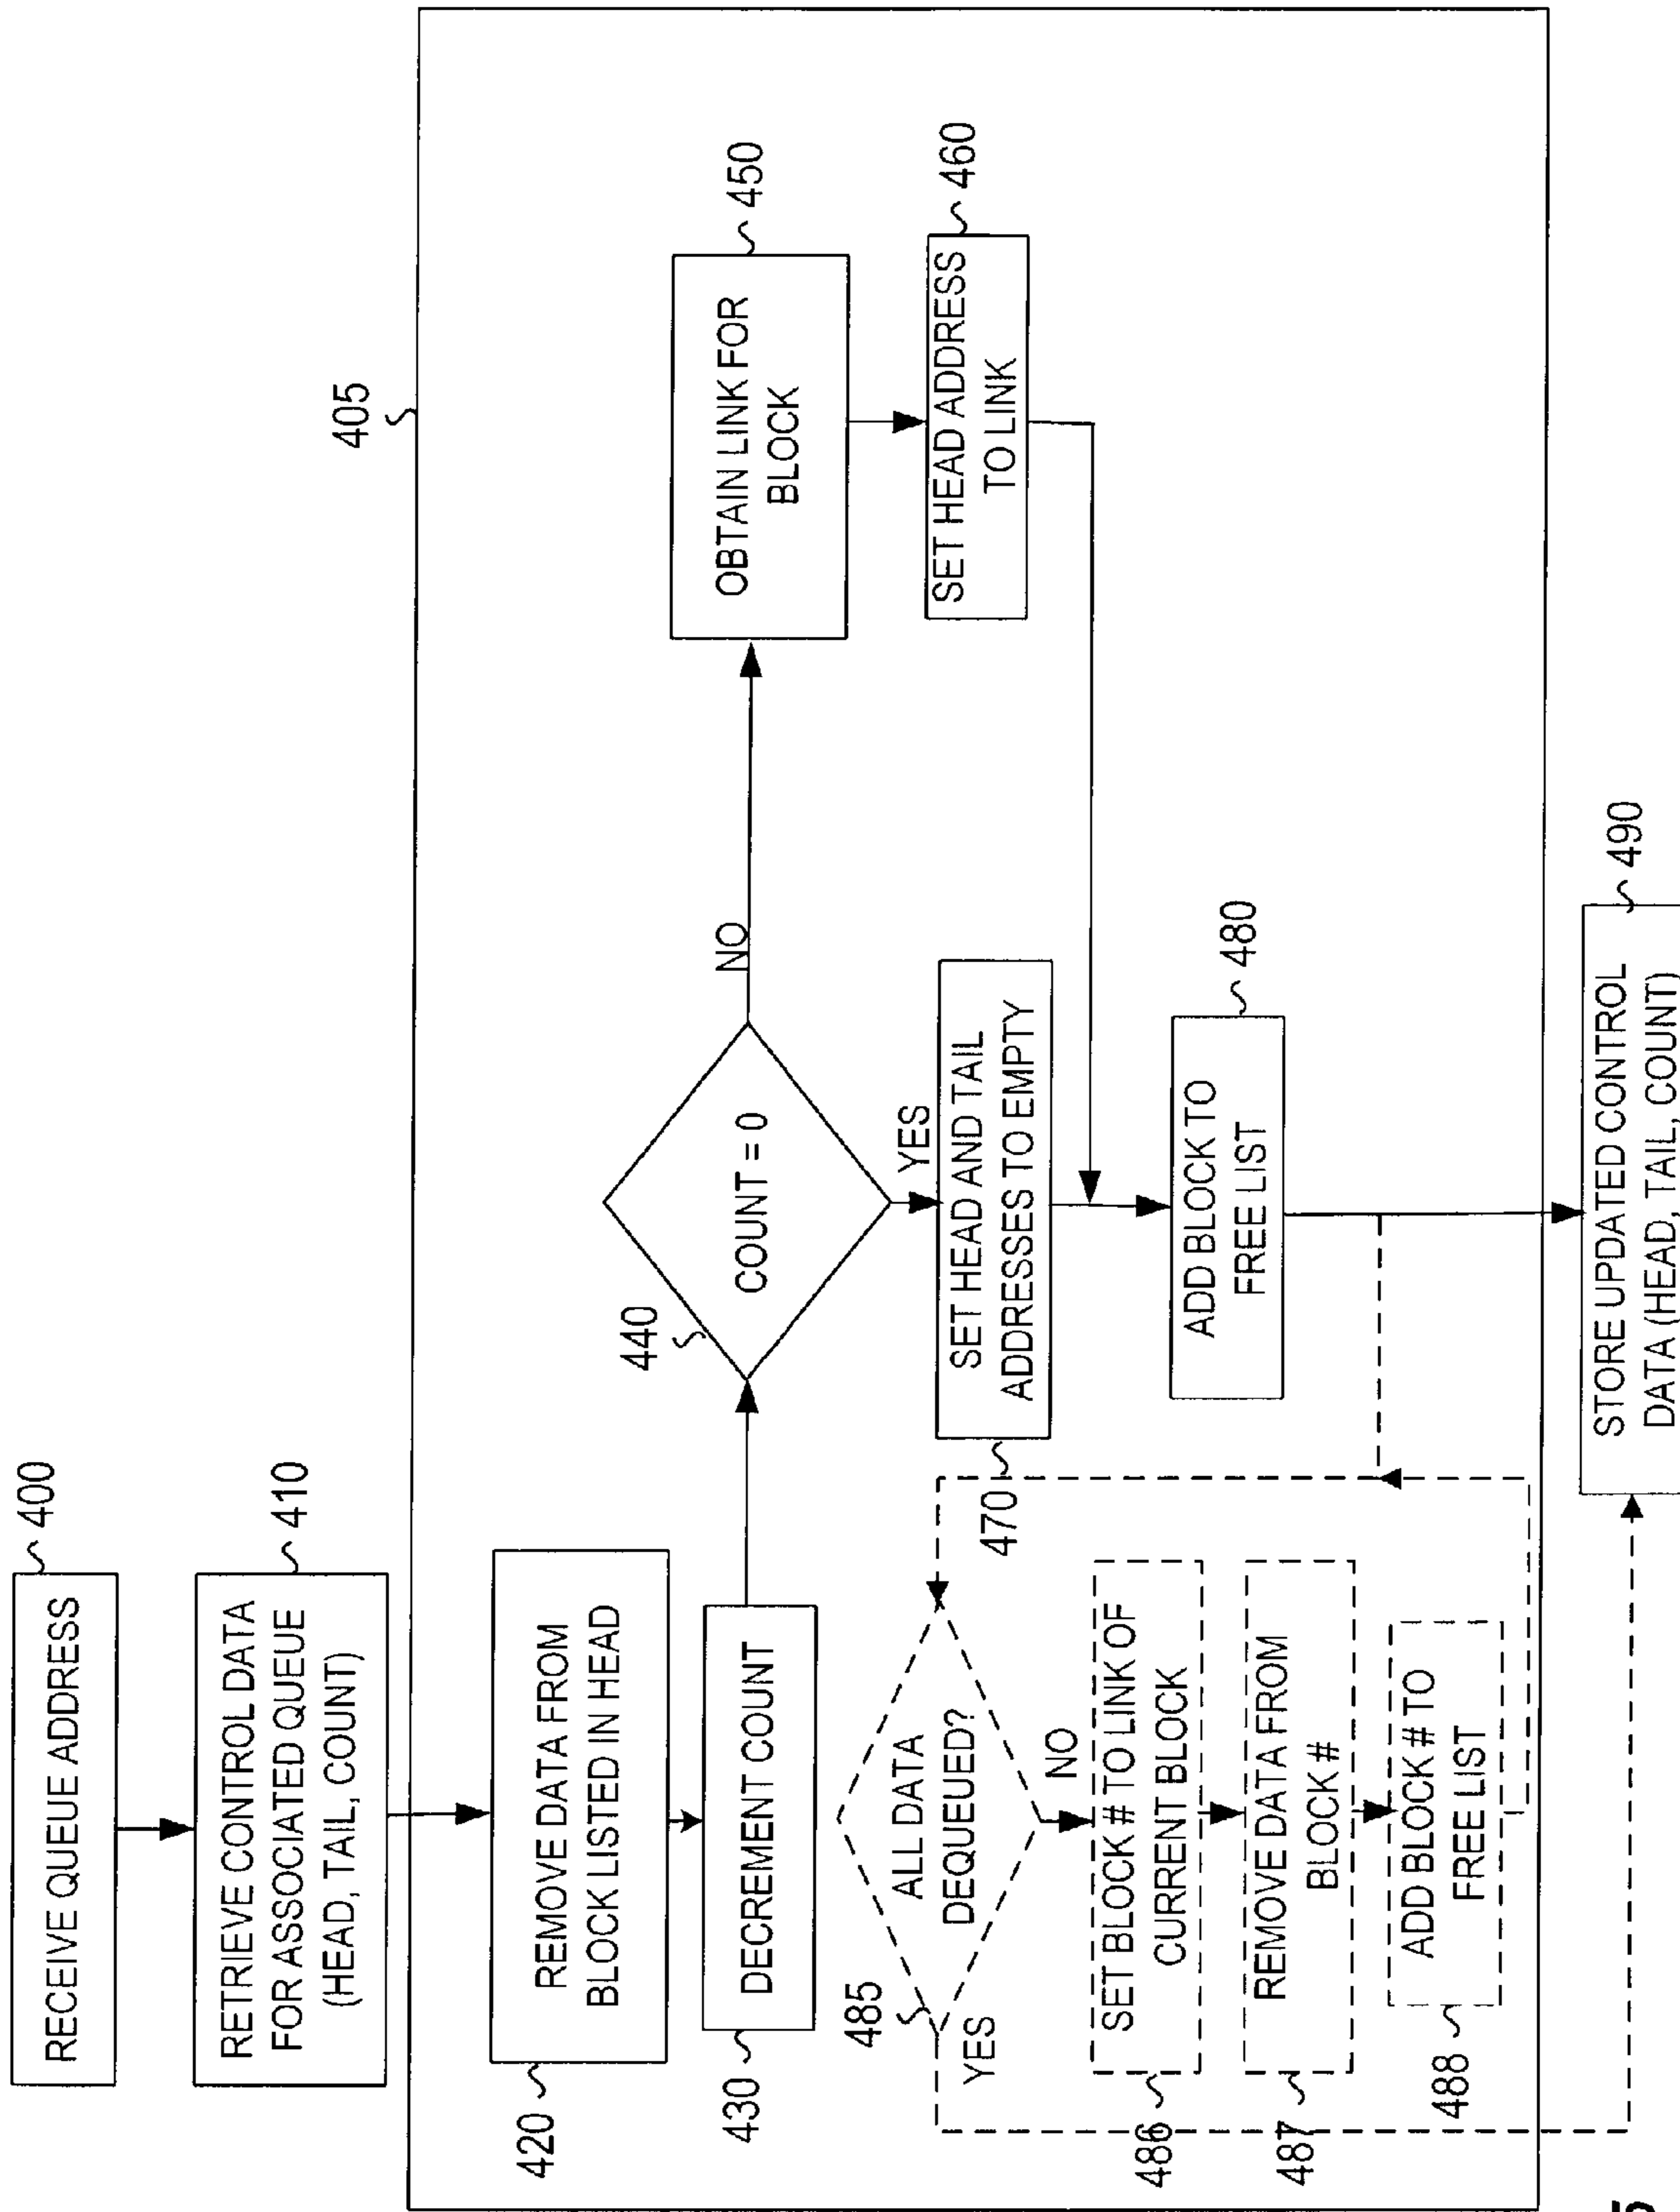 400
RECEIVE QUEUE ADDRESS
410
RETRIEVE CONTROL DATA
FOR ASSOCIATED QUEUE
(HEAD, TAIL, COUNT)
405
420
REMOVE DATA FROM
BLOCK LISTED IN HEAD
430
DECREMENT COUNT
440
COUNT = 0
NO
YES
450
OBTAIN LINK FOR
BLOCK
460
SET HEAD ADDRESS
TO LINK
470
SET HEAD AND TAIL
ADDRESSES TO EMPTY
480
ADD BLOCK TO
FREE LIST
485
ALL DATA
DEQUEUED?
YES
NO
486
SET BLOCK # TO LINK OF
CURRENT BLOCK
487
REMOVE DATA FROM
BLOCK #
488
ADD BLOCK # TO
FREE LIST
490
STORE UPDATED CONTROL
DATA (HEAD, TAIL, COUNT)